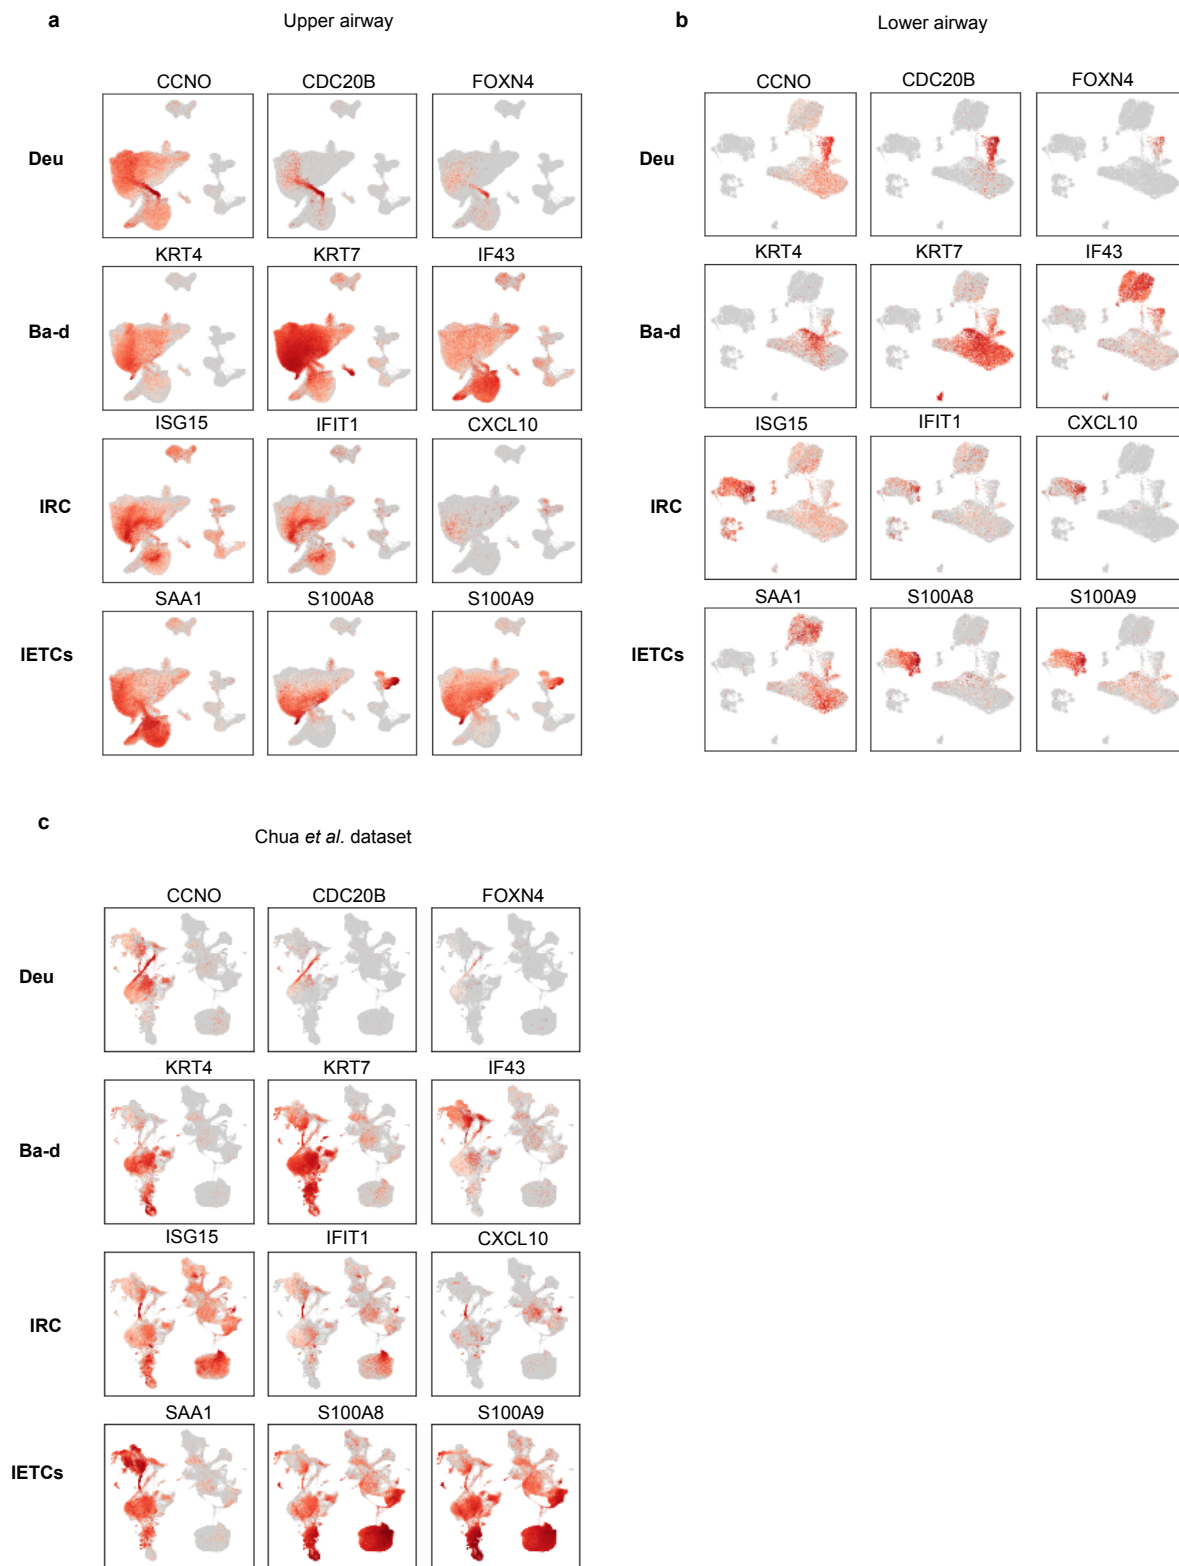 a
Upper airway
CCNO CDC20B FOXN4
Deu
KRT4 KRT7 IF43
Ba-d
ISG15 IFIT1 CXCL10
IRC
SAA1 S100A8 S100A9
IETCs
b
Lower airway
CCNO CDC20B FOXN4
Deu
KRT4 KRT7 IF43
Ba-d
ISG15 IFIT1 CXCL10
IRC
SAA1 S100A8 S100A9
IETCs
c
Chua et al. dataset
CCNO CDC20B FOXN4
Deu
KRT4 KRT7 IF43
Ba-d
ISG15 IFIT1 CXCL10
IRC
SAA1 S100A8 S100A9
IETCs